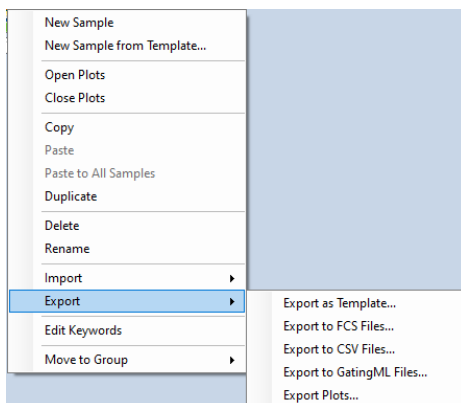 New Sample
New Sample from Template...
Open Plots
Close Plots
Copy
Paste
Paste to All Samples
Duplicate
Delete
Rename
Import
Export
Edit Keywords
Move to Group
Export as Template...
Export to FCS Files...
Export to CSV Files...
Export to GatingML Files...
Export Plots...